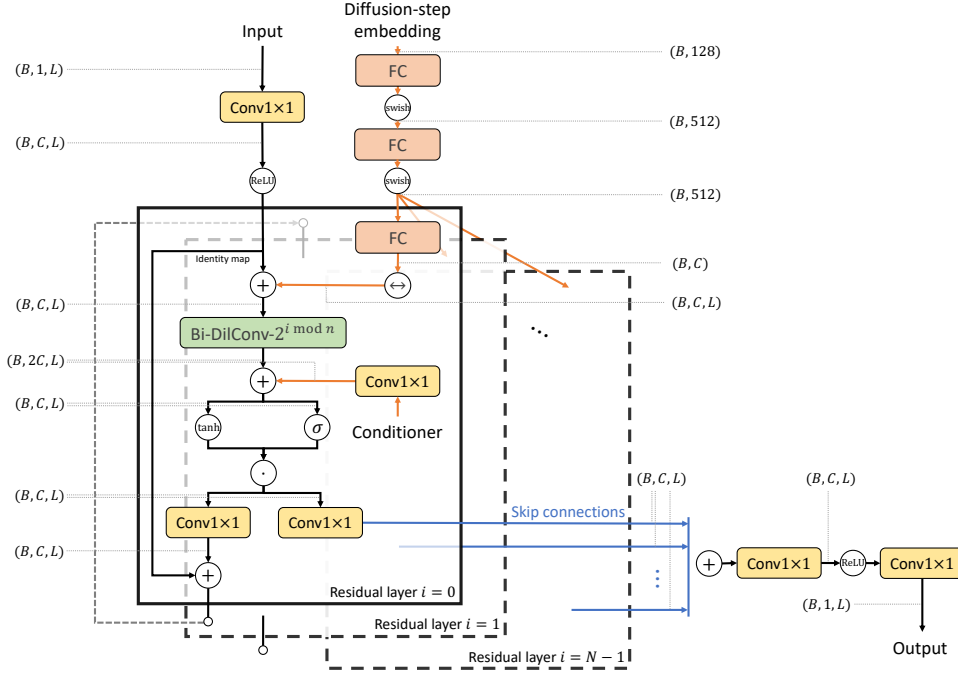 Input
Diffusion-step
embedding
(B, 128)
FC
(B, 1, L)
Conv1×1
swish
(B, 512)
(B, C, L)
FC
ReLU
swish
(B, 512)
FC
Identity map
(B, C)
+
↔
(B, C, L)
(B, C, L)
Bi-DilConv-2^{i mod n}
(B, 2C, L)
+
Conv1×1
(B, C, L)
tanh
σ
Conditioner
·
(B, C, L)
(B, C, L)
(B, C, L)
Conv1×1
Conv1×1
Skip connections
(B, C, L)
+
Conv1×1
ReLU
Conv1×1
+
Residual layer i = 0
(B, 1, L)
Residual layer i = 1
Residual layer i = N − 1
Output